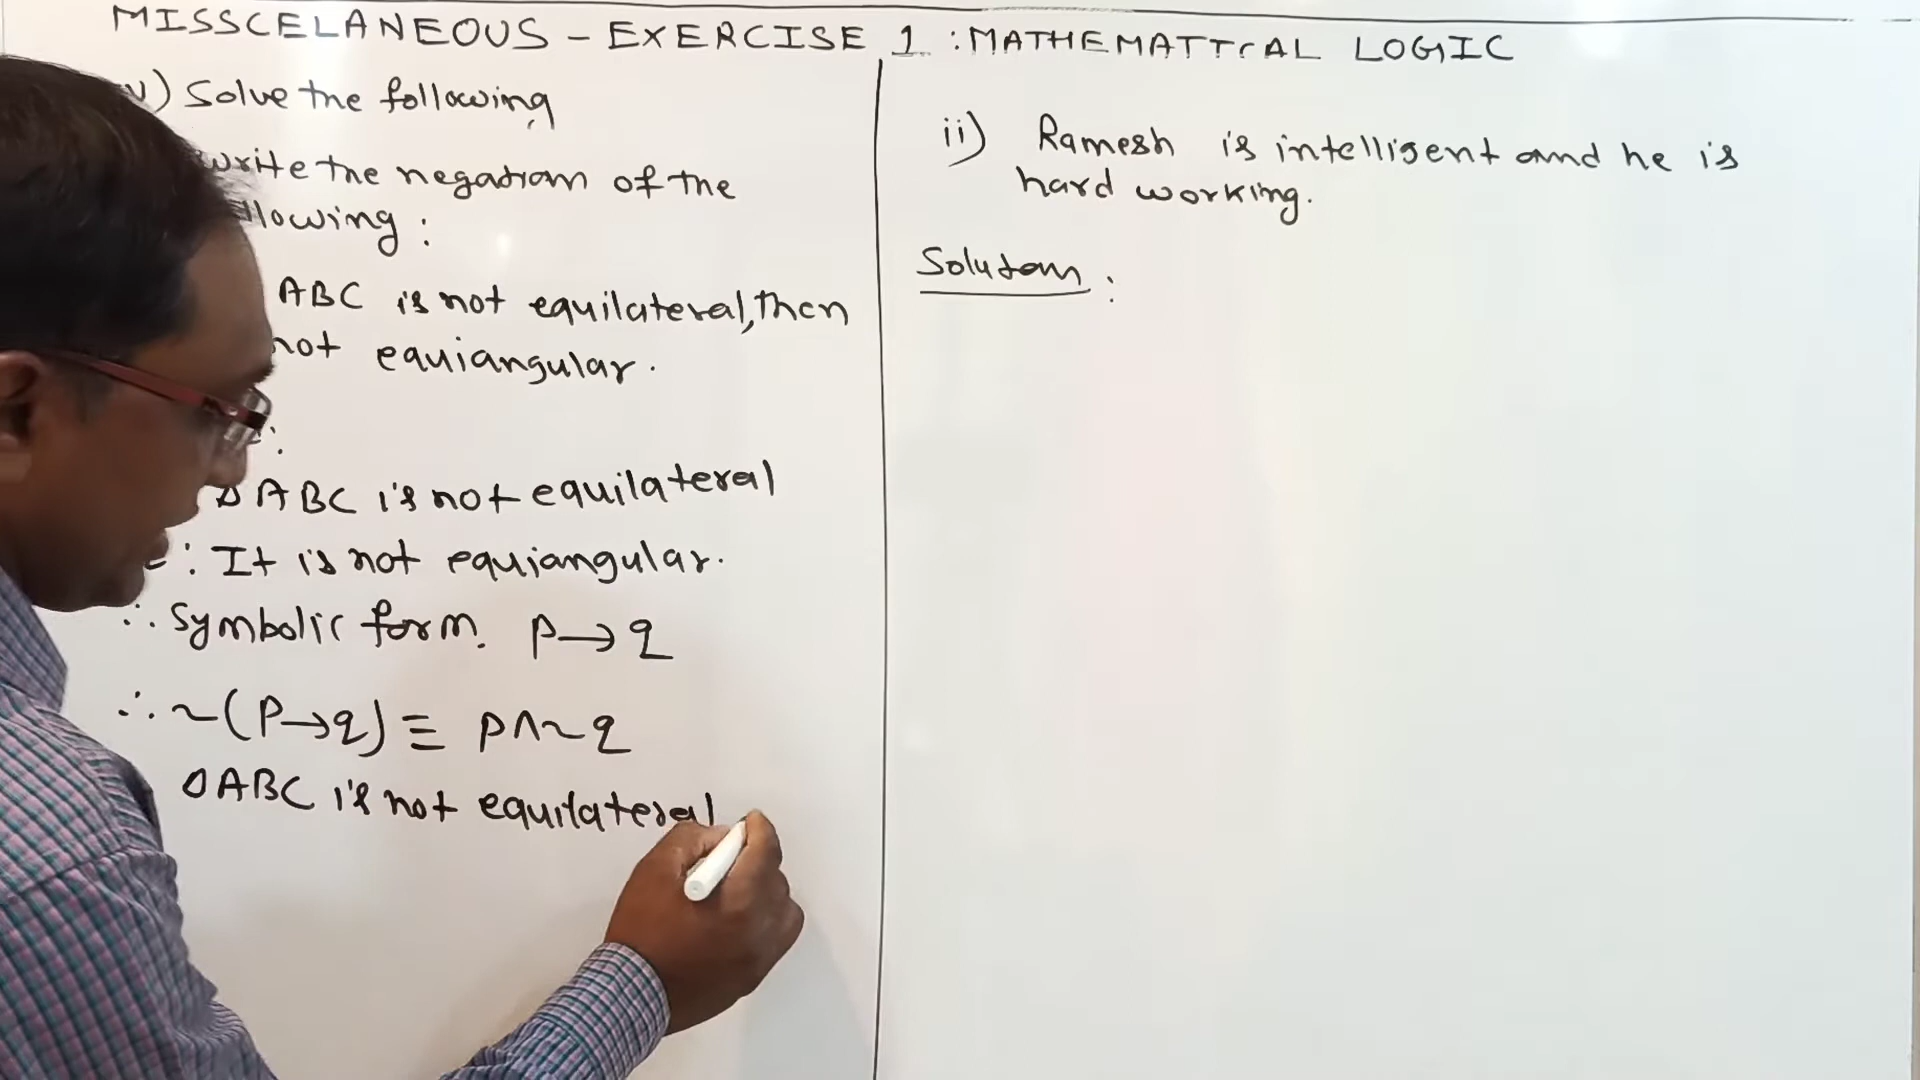 MISSCELANEOUS - EXERCISE 1 : MATHEMATICAL LOGIC
v) Solve the following
write the negation of the
llowing :
ABC is not equilateral, then
not equiangular.
:
△ABC is not equilateral
: It is not equiangular.
∴ Symbolic form. p→q
∴ ~(p→q) ≡ p∧~q
△ABC is not equilateral
ii) Ramesh is intelligent and he is
hard working.
Solution :